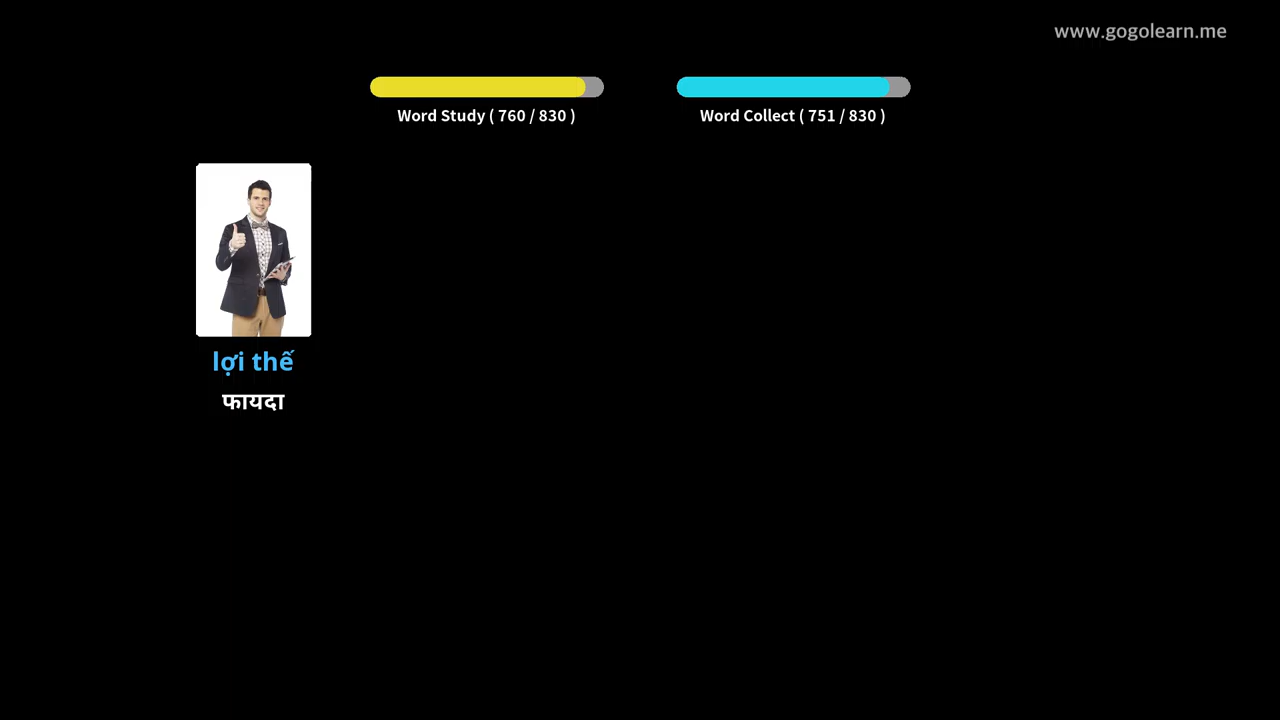 www.gogolearn.me
Word Study ( 760 / 830 )
Word Collect ( 751 / 830 )
lợi thế
फायदा